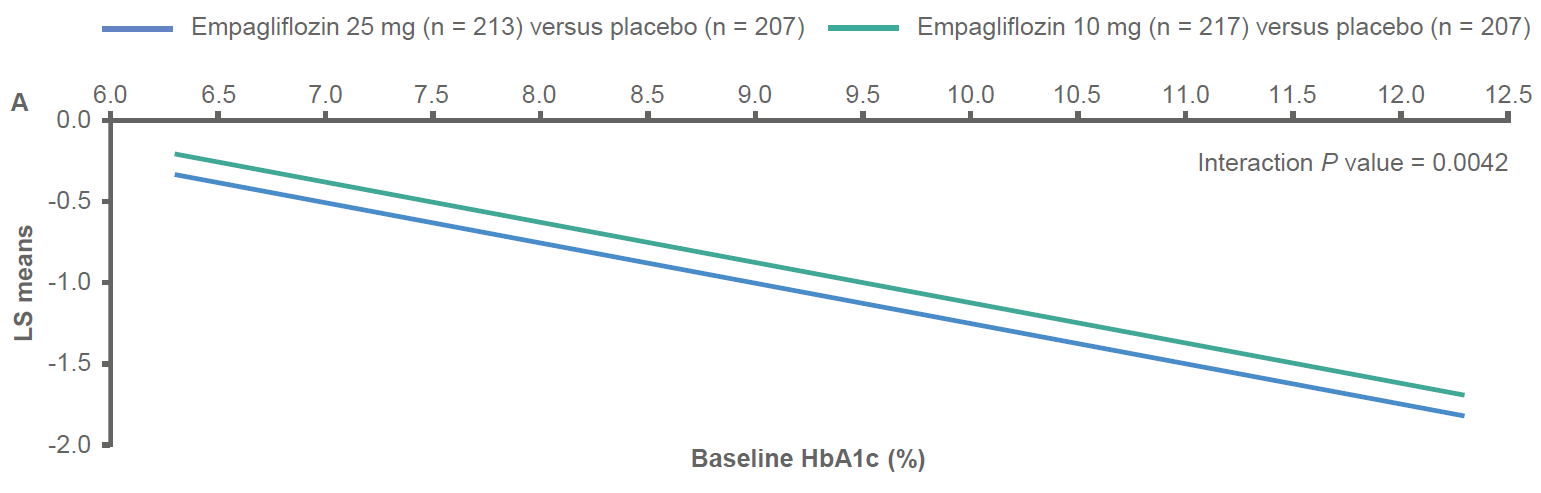 Empagliflozin 25 mg (n = 213) versus placebo (n = 207) Empagliflozin 10 mg (n = 217) versus placebo (n = 207)
A
6.0 6.5 7.0 7.5 8.0 8.5 9.0 9.5 10.0 10.5 11.0 11.5 12.0 12.5
0.0
Interaction P value = 0.0042
-0.5
-1.0
-1.5
-2.0
LS means
Baseline HbA1c (%)